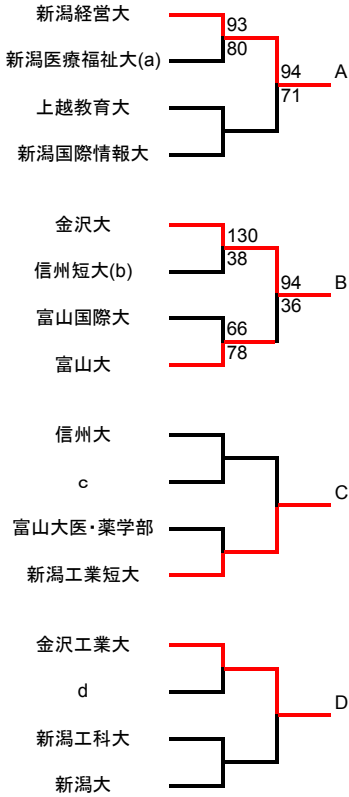 新潟経営大
93
80
新潟医療福祉大(a)
94
71
A
上越教育大
新潟国際情報大
金沢大
130
38
信州短大(b)
94
36
B
富山国際大
66
78
富山大
信州大
c
C
富山大医・薬学部
新潟工業短大
金沢工業大
d
D
新潟工科大
新潟大